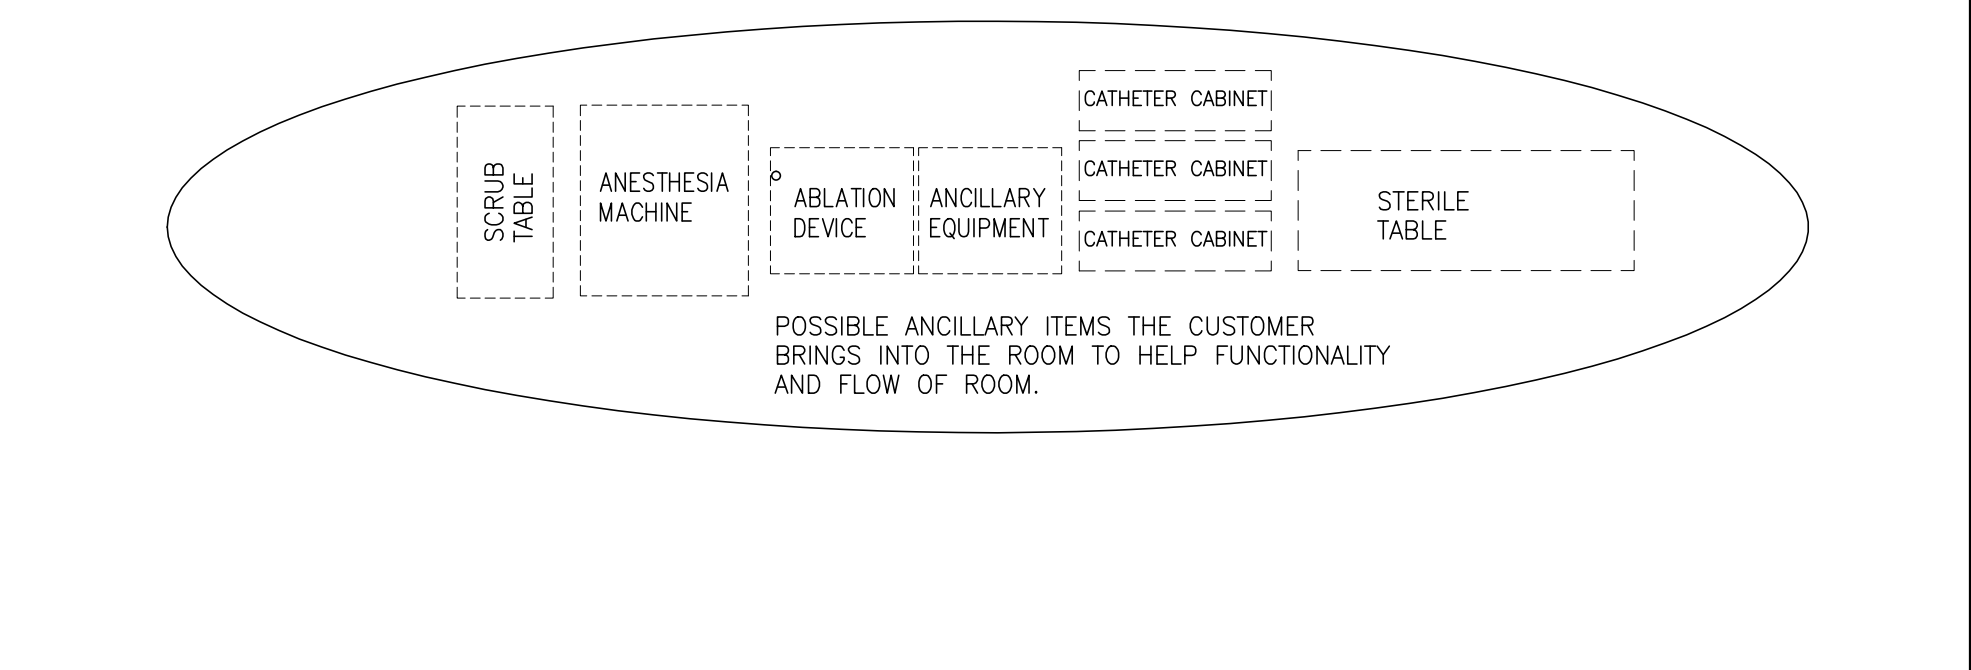 SCRUB
TABLE
ANESTHESIA
MACHINE
ABLATION
DEVICE
ANCILLARY
EQUIPMENT
CATHETER CABINET
CATHETER CABINET
CATHETER CABINET
STERILE
TABLE
POSSIBLE ANCILLARY ITEMS THE CUSTOMER
BRINGS INTO THE ROOM TO HELP FUNCTIONALITY
AND FLOW OF ROOM.